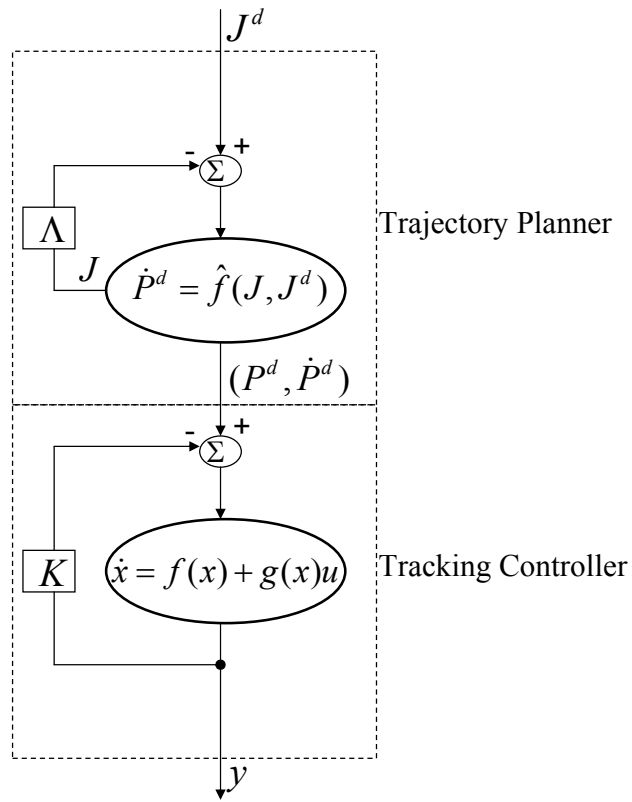 J^d
- +
Σ
Λ
Trajectory Planner
J
Ṗ^d = f̂(J, J^d)
(P^d, Ṗ^d)
- +
Σ
K
ẋ = f(x) + g(x)u
Tracking Controller
y